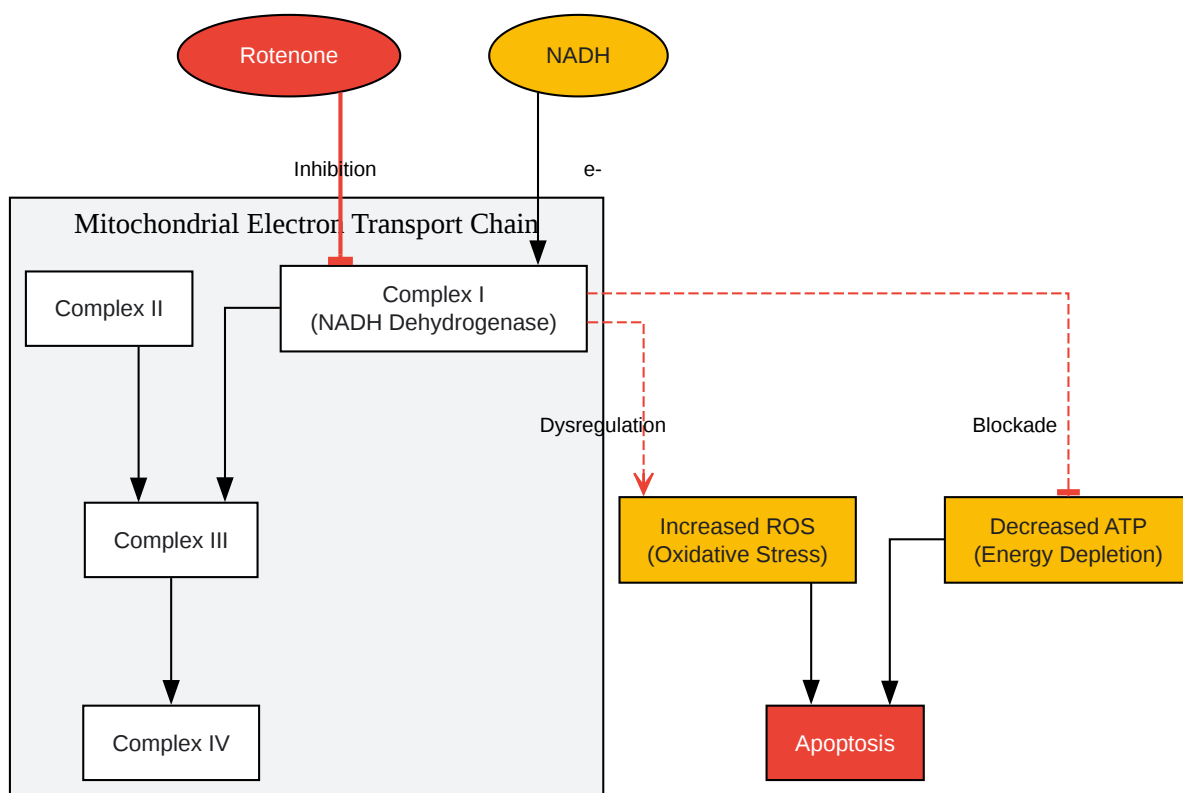 Rotenone
NADH
Inhibition
e-
Mitochondrial Electron Transport Chain
Complex II
Complex I
(NADH Dehydrogenase)
Dysregulation
Blockade
Complex III
Increased ROS
(Oxidative Stress)
Decreased ATP
(Energy Depletion)
Complex IV
Apoptosis